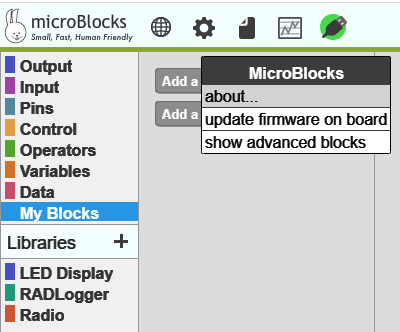 microBlocks
Small, Fast, Human Friendly
MicroBlocks
about...
update firmware on board
show advanced blocks
Add a
Add a
Output
Input
Pins
Control
Operators
Variables
Data
My Blocks
Libraries +
LED Display
RADLogger
Radio